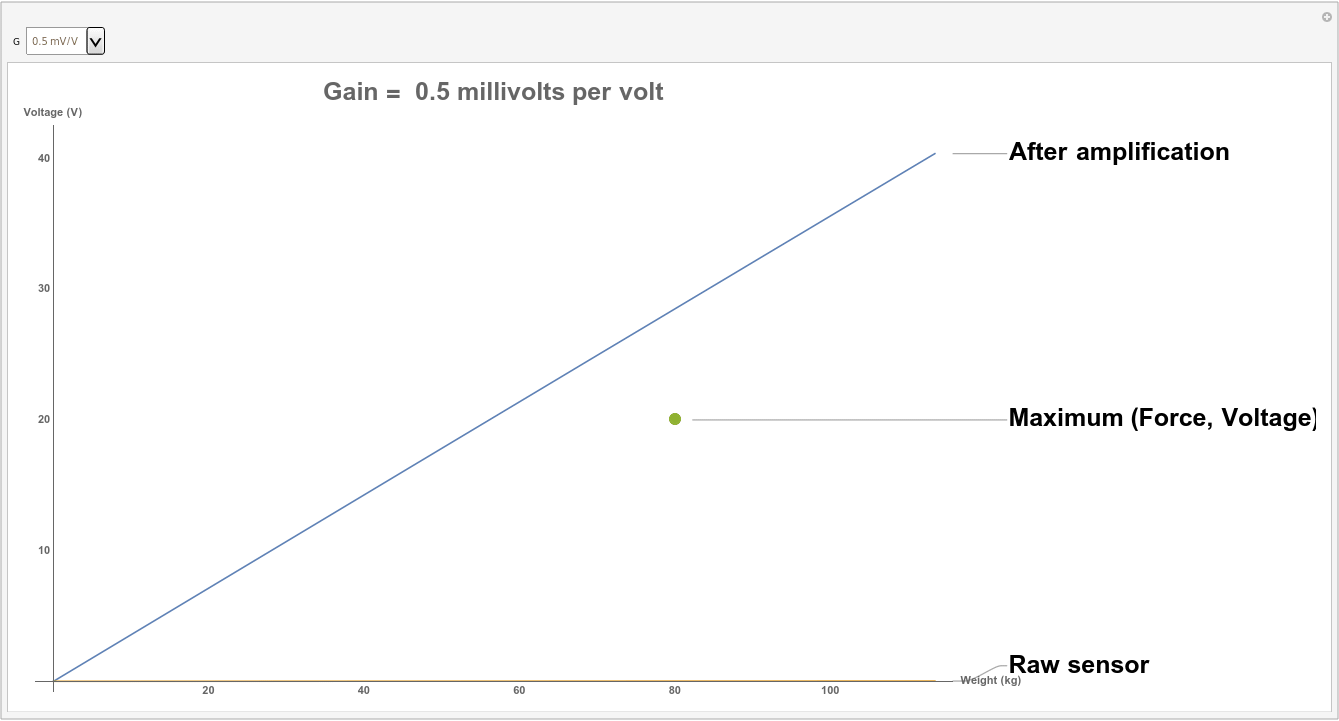 G 0.5 mV/V
Gain = 0.5 millivolts per volt
Voltage (V)
40
After amplification
30
20
Maximum (Force, Voltage)
10
Raw sensor
Weight (kg)
20 40 60 80 100